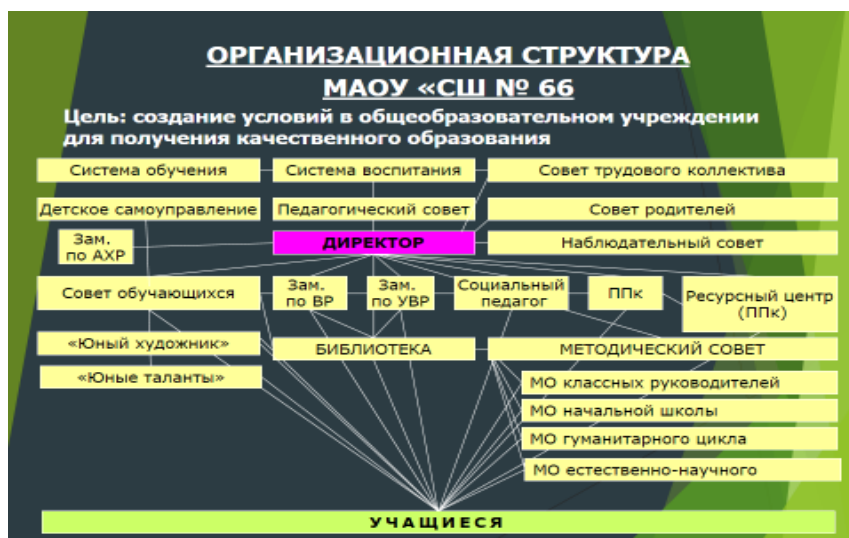 ОРГАНИЗАЦИОННАЯ СТРУКТУРА
МАОУ «СШ № 66
Цель: создание условий в общеобразовательном учреждении
для получения качественного образования
Система обучения
Система воспитания
Совет трудового коллектива
Детское самоуправление
Педагогический совет
Совет родителей
Зам.
по АХР
ДИРЕКТОР
Наблюдательный совет
Совет обучающихся
Зам.
по ВР
Зам.
по УВР
Социальный
педагог
ППк
Ресурсный центр
(ППк)
«Юный художник»
БИБЛИОТЕКА
МЕТОДИЧЕСКИЙ СОВЕТ
«Юные таланты»
МО классных руководителей
МО начальной школы
МО гуманитарного цикла
МО естественно-научного
УЧАЩИЕСЯ